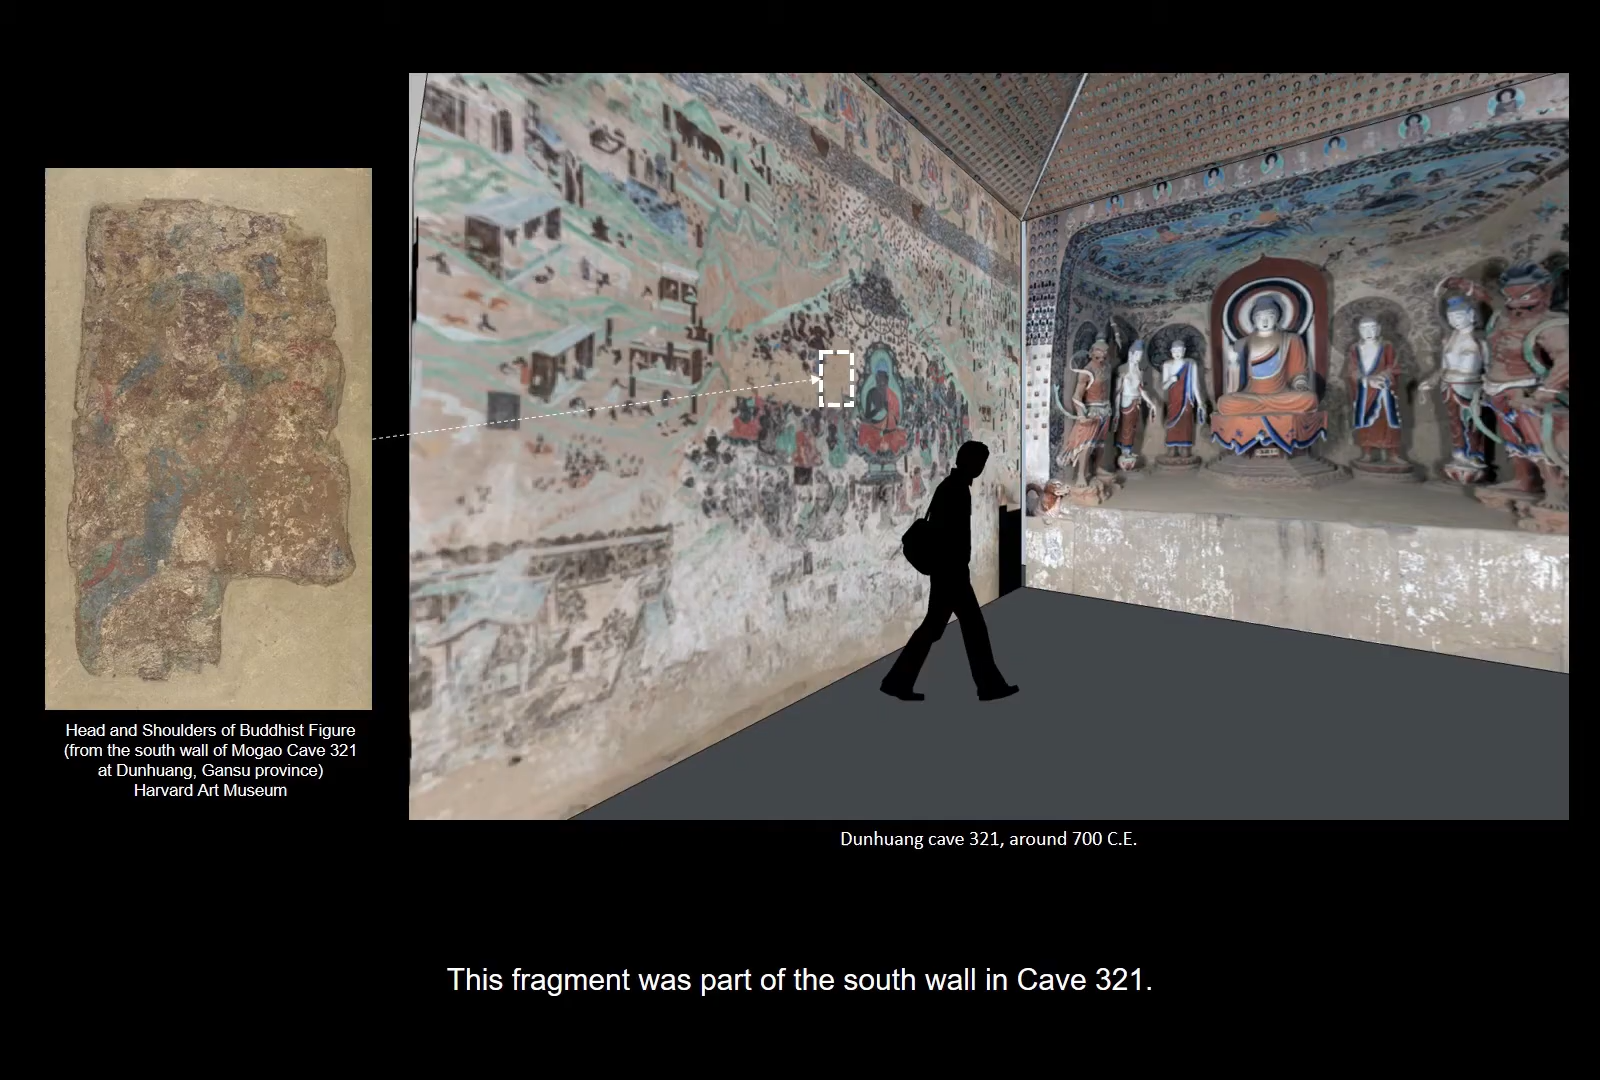 Head and Shoulders of Buddhist Figure
(from the south wall of Mogao Cave 321
at Dunhuang, Gansu province)
Harvard Art Museum
Dunhuang cave 321, around 700 C.E.
This fragment was part of the south wall in Cave 321.